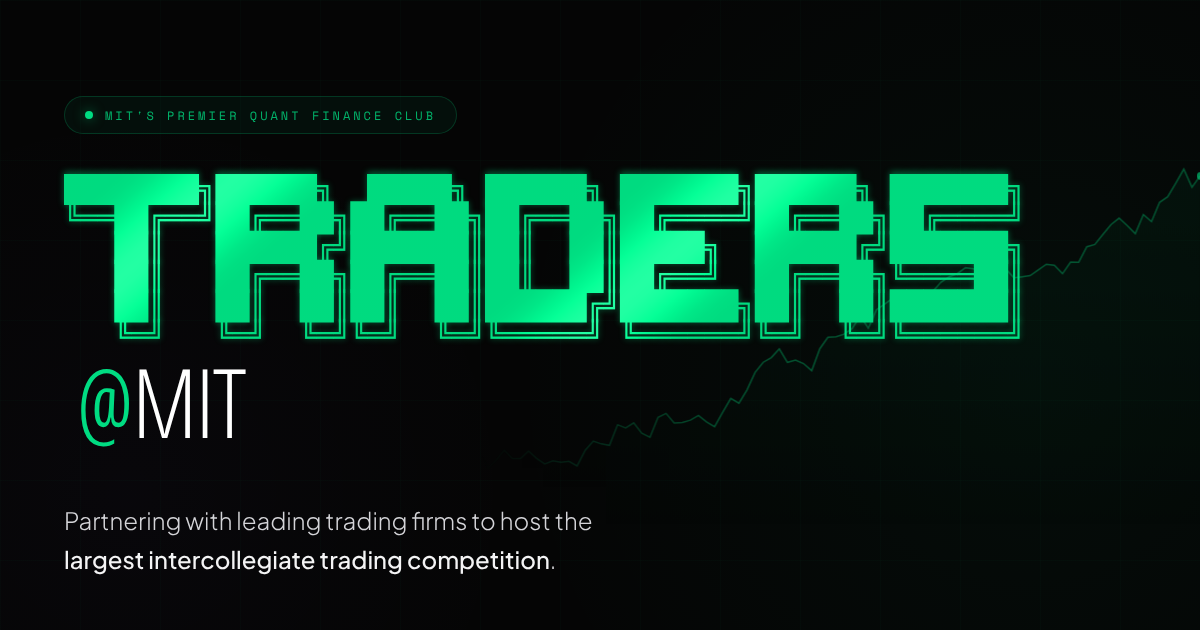 MIT'S PREMIER QUANT FINANCE CLUB
TRADERS
@MIT
Partnering with leading trading firms to host the
largest intercollegiate trading competition.